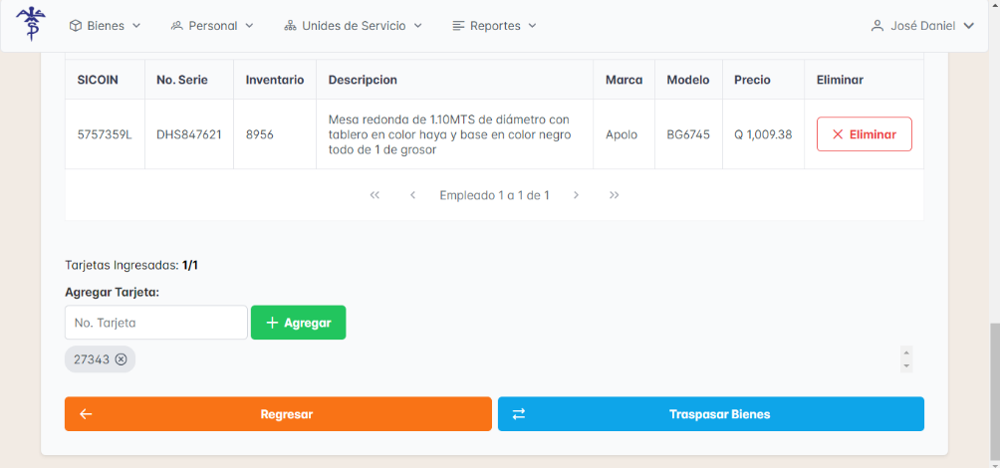 Bienes Personal Unides de Servicio Reportes José Daniel
SICOIN No. Serie Inventario Descripcion Marca Modelo Precio Eliminar
5757359L DHS847621 8956 Mesa redonda de 1.10MTS de diámetro con tablero en color haya y base en color negro todo de 1 de grosor Apolo BG6745 Q 1,009.38 Eliminar
Empleado 1 a 1 de 1
Tarjetas Ingresadas: 1/1
Agregar Tarjeta:
No. Tarjeta Agregar
27343
Regresar Traspasar Bienes